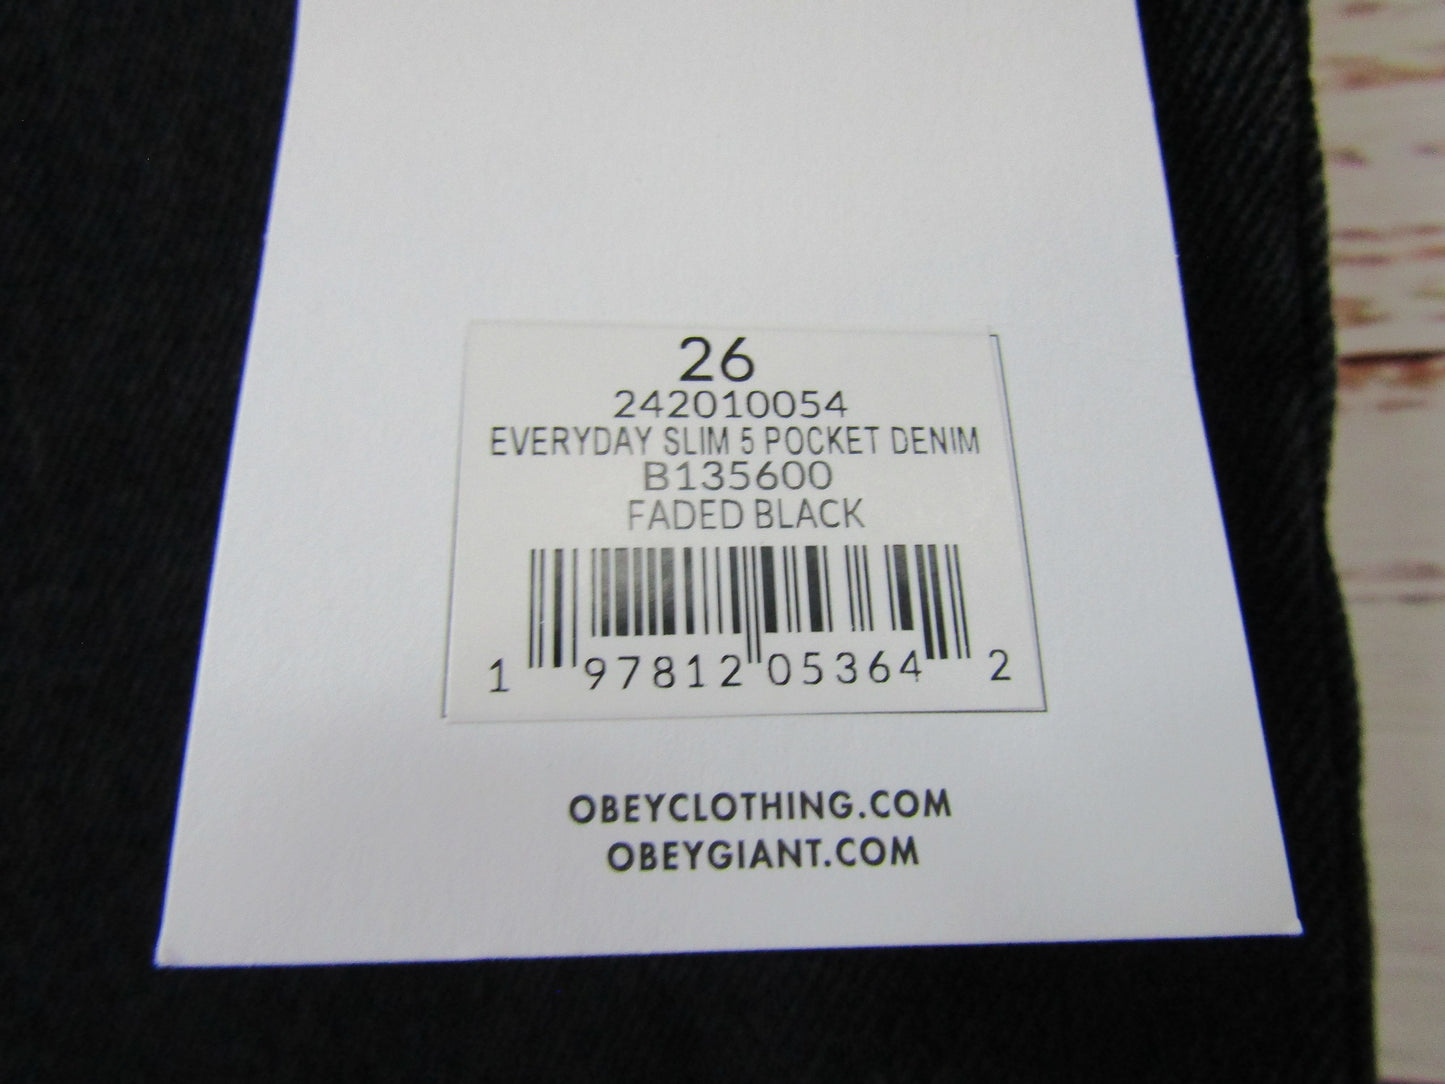 26
242010054
EVERYDAY SLIM 5 POCKET DENIM
B135600
FADED BLACK
1 97812 05364 2
OBEYCLOTHING.COM
OBEYGIANT.COM